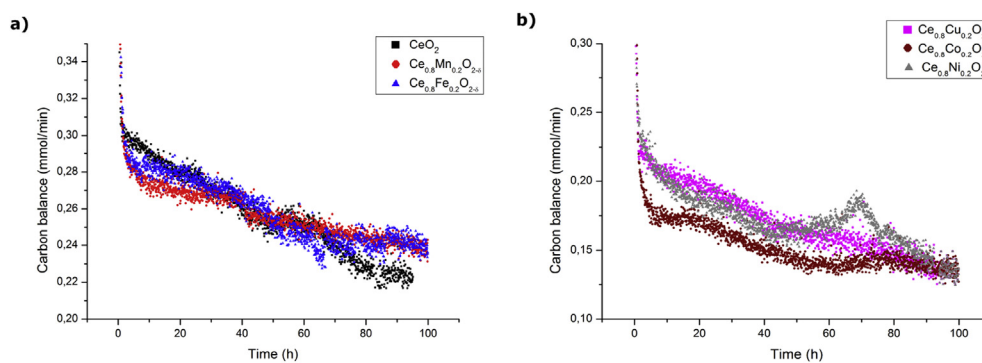 a)
CeO2
Ce0.8Mn0.2O2-δ
Ce0.8Fe0.2O2-δ
0,34
0,32
0,30
0,28
0,26
0,24
0,22
0,20
Carbon balance (mmol/min)
0
20
40
60
80
100
Time (h)
b)
Ce0.8Cu0.2O
Ce0.8Co0.2O
Ce0.8Ni0.2O
0,30
0,25
0,20
0,15
0,10
Carbon balance (mmol/min)
0
20
40
60
80
100
Time (h)